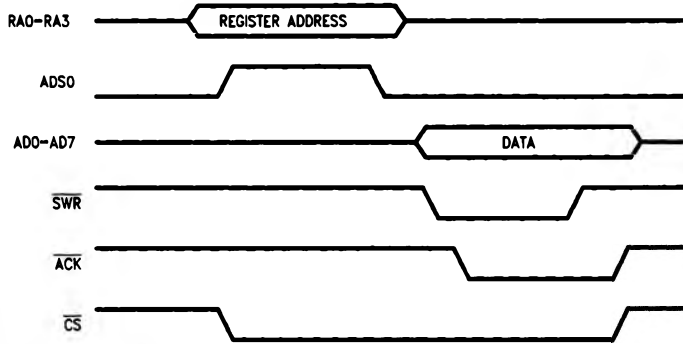 RA0-RA3 REGISTER ADDRESS
ADS0
AD0-AD7 DATA
SWR
ACK
CS